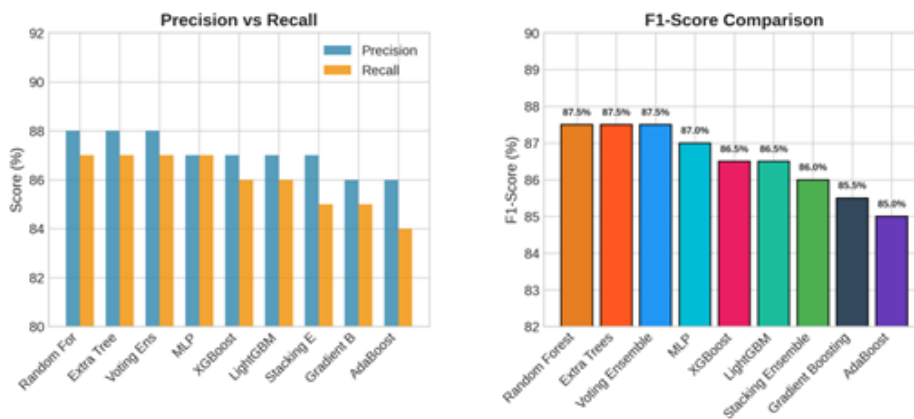 Precision vs Recall
92
90
88
86
84
82
80
Score (%)
Precision
Recall
Random For
Extra Tree
Voting Ens
MLP
XGBoost
LightGBM
Stacking E
Gradient B
AdaBoost
F1-Score Comparison
90
89
88
87
86
85
84
83
82
F1-Score (%)
87.5%
87.5%
87.5%
87.0%
86.5%
86.5%
86.0%
85.5%
85.0%
Random Forest
Extra Trees
Voting Ensemble
MLP
XGBoost
LightGBM
Stacking Ensemble
Gradient Boosting
AdaBoost